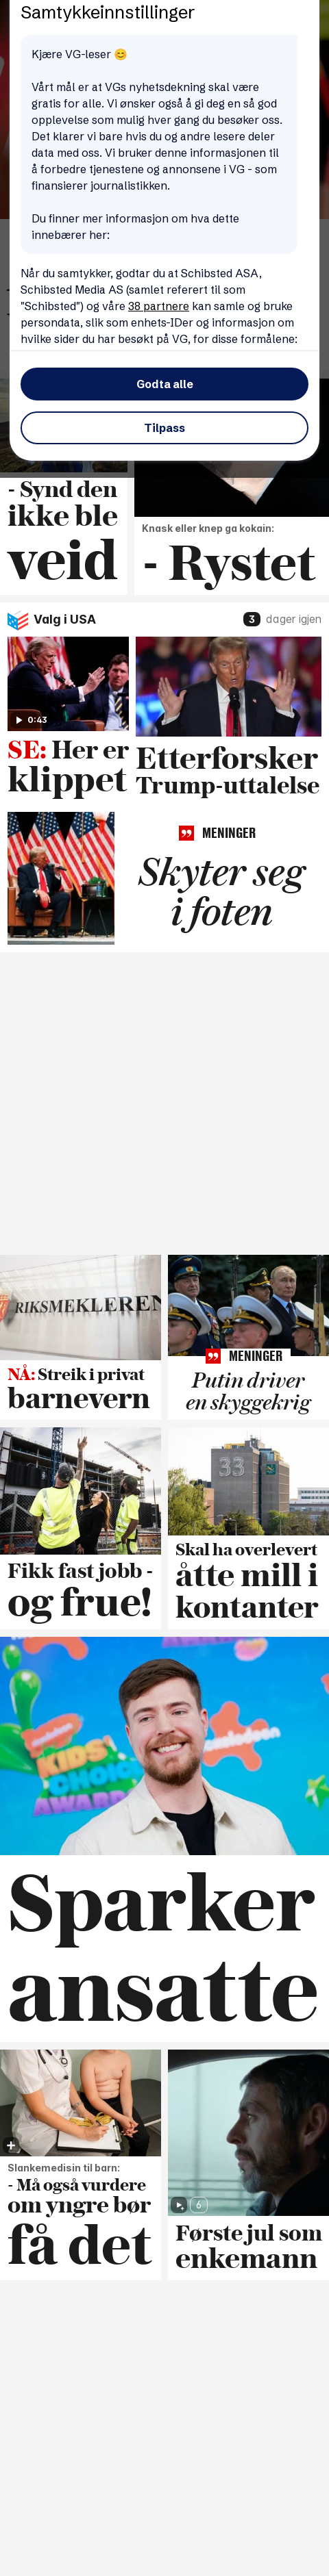 Samtykkeinnstillinger
Kjære VG-leser 😊
Vårt mål er at VGs nyhetsdekning skal være
gratis for alle. Vi ønsker også å gi deg en så god
opplevelse som mulig hver gang du besøker oss.
Det klarer vi bare hvis du og andre lesere deler
data med oss. Vi bruker denne informasjonen til
å forbedre tjenestene og annonsene i VG - som
finansierer journalistikken.
Du finner mer informasjon om hva dette
innebærer her:
Når du samtykker, godtar du at Schibsted ASA,
Schibsted Media AS (samlet referert til som
"Schibsted") og våre 38 partnere kan samle og bruke
persondata, slik som enhets-IDer og informasjon om
hvilke sider du har besøkt på VG, for disse formålene:
Godta alle
Tilpass
- Synd den
ikke ble
veid
Knask eller knep ga kokain:
- Rystet
Valg i USA
3 dager igjen
0:43
SE: Her er
klippet
Etterforsker
Trump-uttalelse
MENINGER
Skyter seg
i foten
RIKSMEKLEREN
NÅ: Streik i privat
barnevern
MENINGER
Putin driver
en skyggekrig
Fikk fast jobb -
og frue!
33
Skal ha overlevert
åtte mill i
kontanter
nickelodeon
KIDS'
CHOICE
AWARDS
Sparker
ansatte
Slankemedisin til barn:
- Må også vurdere
om yngre bør
få det
6
Første jul som
enkemann